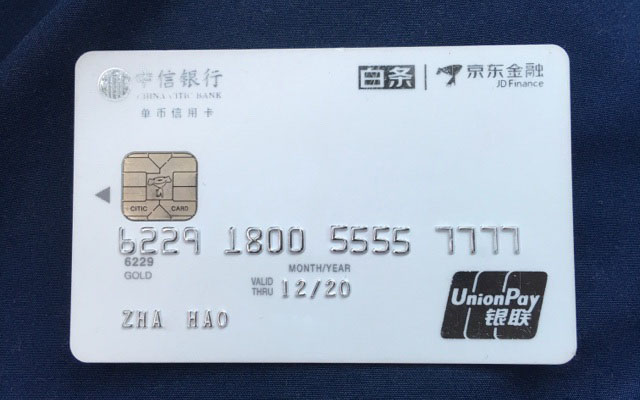 中信银行
CHINA CITIC BANK
单币信用卡
白条 京东金融
JD Finance
CITIC CARD
6229 1800 5555 7777
6229
GOLD
MONTH/YEAR
VALID THRU 12/20
ZHA HAO
UnionPay
银联